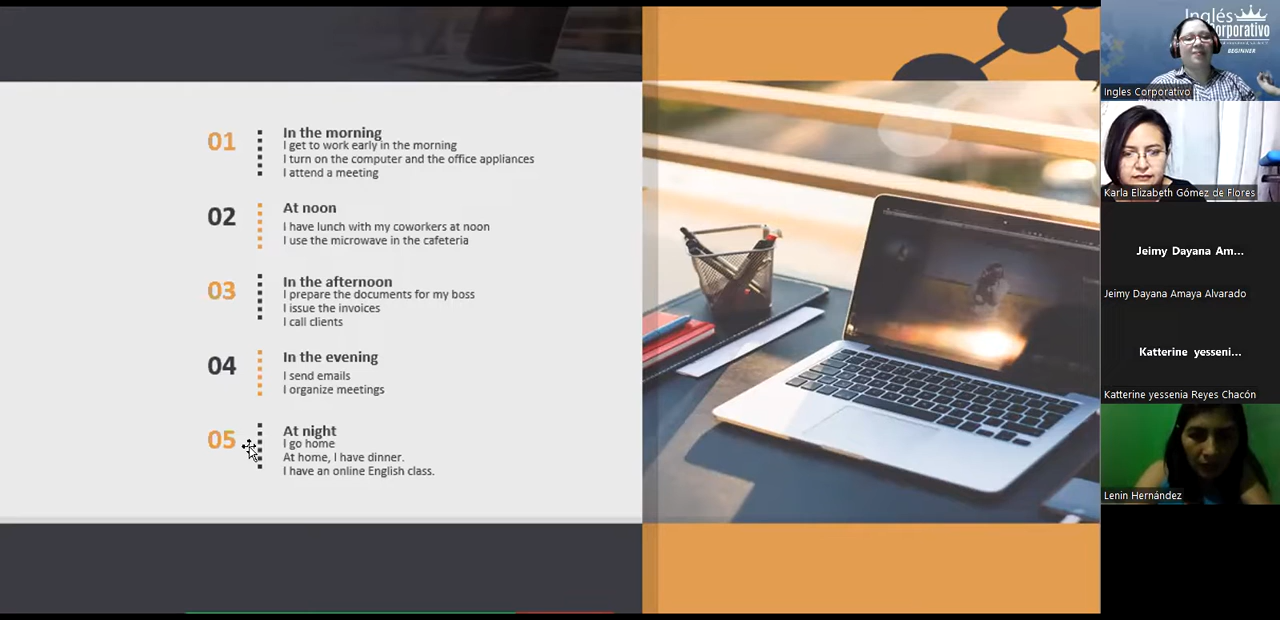 01
In the morning
I get to work early in the morning
I turn on the computer and the office appliances
I attend a meeting
02
At noon
I have lunch with my coworkers at noon
I use the microwave in the cafeteria
03
In the afternoon
I prepare the documents for my boss
I issue the invoices
I call clients
04
In the evening
I send emails
I organize meetings
05
At night
I go home
At home, I have dinner.
I have an online English class.
Inglés
Corporativo
BEGINNER
Ingles Corporativo
Karla Elizabeth Gómez de Flores
Jeimy Dayana Am...
Jeimy Dayana Amaya Alvarado
Katterine yesseni...
Katterine yessenia Reyes Chacón
Lenin Hernández